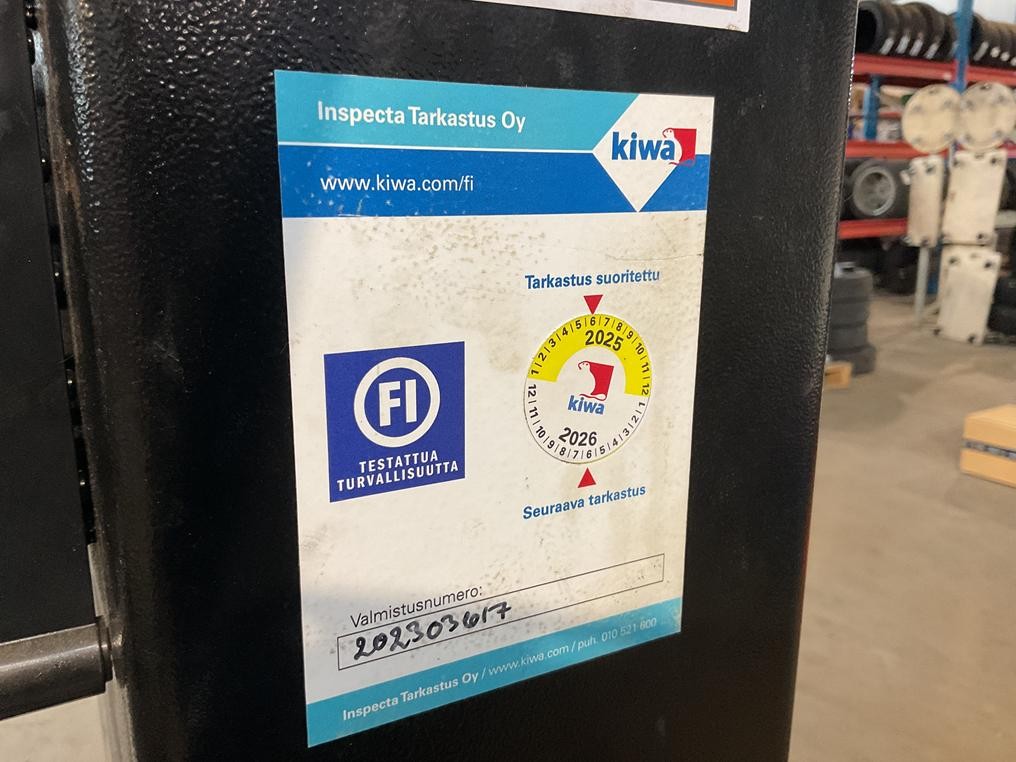 Inspecta Tarkastus Oy
kiwa
www.kiwa.com/fi
Tarkastus suoritettu
1 2 3 4 5 6 7 8 9 10 11 12
2025
kiwa
2026
12 11 10 9 8 7 6 5 4 3 2 1
Seuraava tarkastus
FI
TESTATTUA
TURVALLISUUTTA
Valmistusnumero:
202303617
Inspecta Tarkastus Oy / www.kiwa.com / puh. 010 521 600